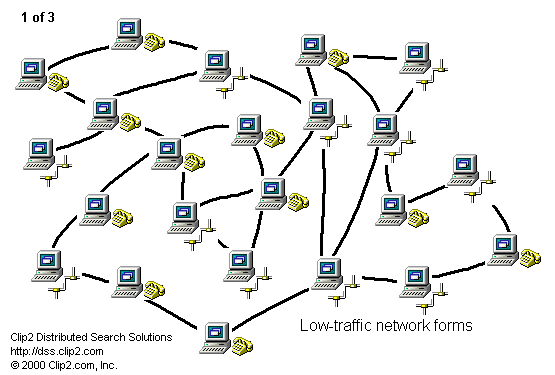 1 of 3
Low-traffic network forms
Clip2 Distributed Search Solutions
http://dss.clip2.com
© 2000 Clip2.com, Inc.